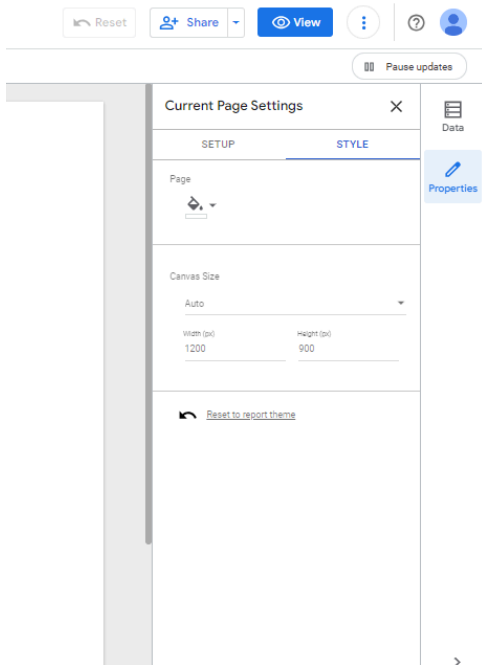 Reset Share View
Pause updates
Current Page Settings
Data
SETUP STYLE
Page
Properties
Canvas Size
Auto
Width (px) Height (px)
1200 900
Reset to report theme